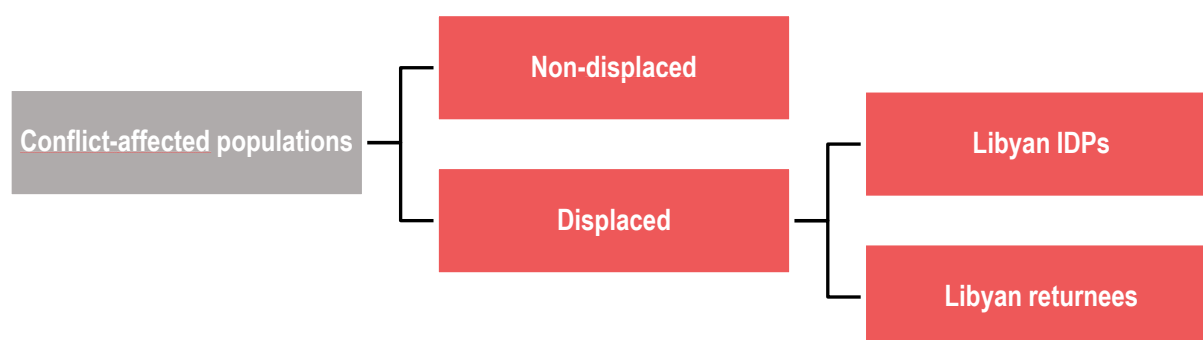 Non-displaced
Conflict-affected populations
Libyan IDPs
Displaced
Libyan returnees